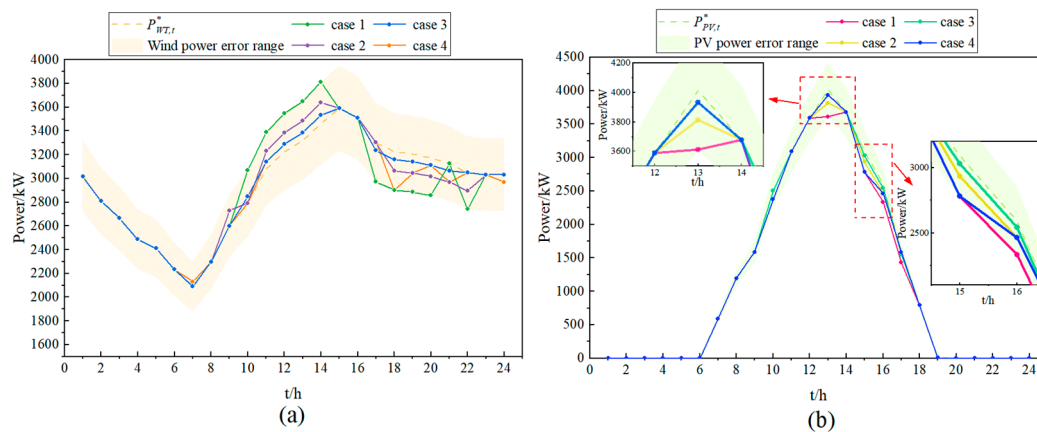 P*WT,t case 1 case 3
Wind power error range case 2 case 4
4000
3800
3600
3400
3200
3000
2800
2600
2400
2200
2000
1800
1600
Power/kW
0 2 4 6 8 10 12 14 16 18 20 22 24
t/h
(a)
P*PV,t case 1 case 3
PV power error range case 2 case 4
4500
4000
3500
3000
2500
2000
1500
1000
500
0
Power/kW
0 2 4 6 8 10 12 14 16 18 20 22 24
t/h
(b)
4200
4000
3800
3600
Power/kW
12 13 14
t/h
3000
2500
Power/kW
15 16
t/h